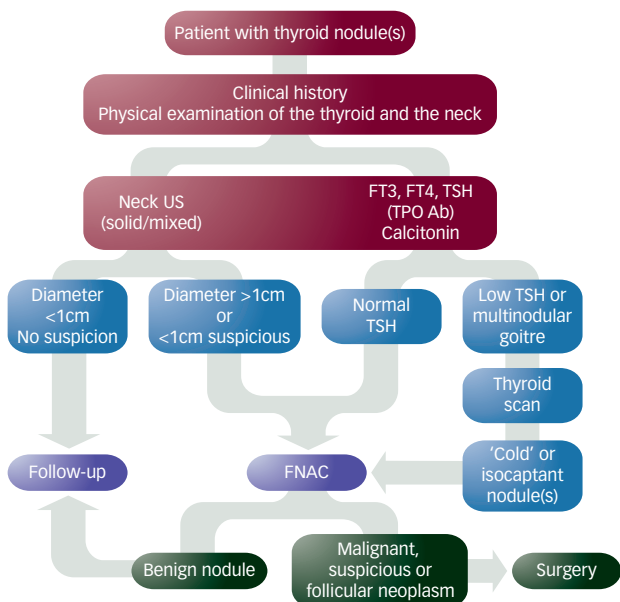 Patient with thyroid nodule(s)
Clinical history
Physical examination of the thyroid and the neck
Neck US
(solid/mixed)
FT3, FT4, TSH
(TPO Ab)
Calcitonin
Diameter
<1cm
No suspicion
Diameter >1cm
or
<1cm suspicious
Normal
TSH
Low TSH or
multinodular
goitre
Thyroid
scan
Follow-up
FNAC
‘Cold’ or
isocaptant
nodule(s)
Benign nodule
Malignant,
suspicious or
follicular neoplasm
Surgery